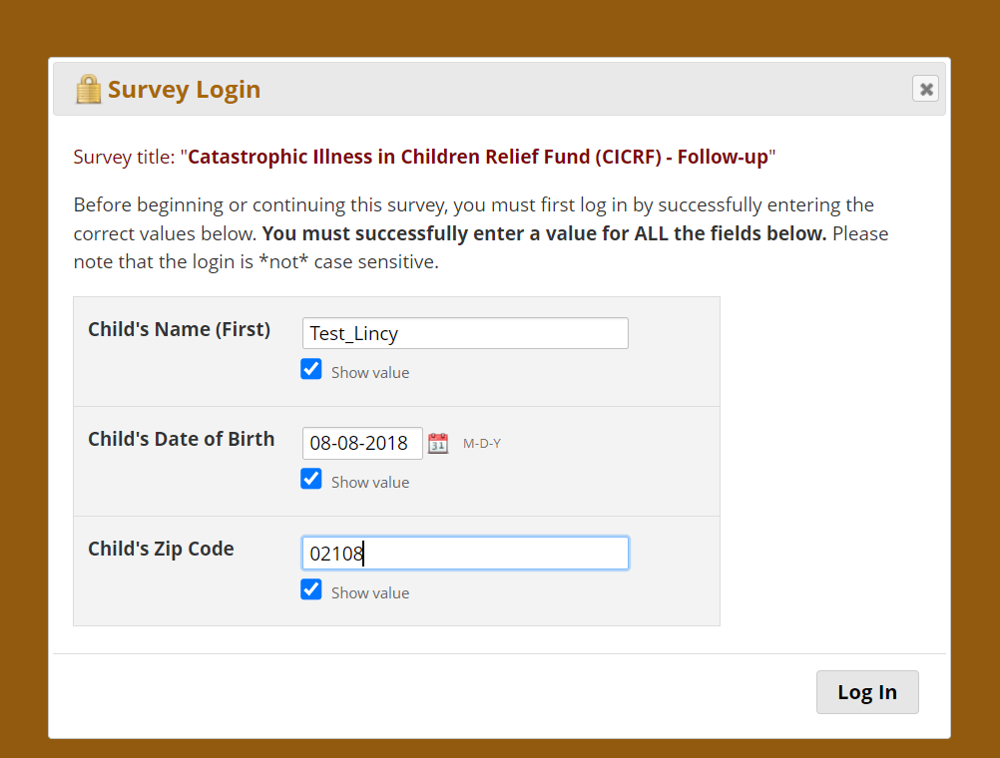 Survey Login
Survey title: "Catastrophic Illness in Children Relief Fund (CICRF) - Follow-up"
Before beginning or continuing this survey, you must first log in by successfully entering the
correct values below. You must successfully enter a value for ALL the fields below. Please
note that the login is *not* case sensitive.
Child's Name (First)
Test_Lincy
Show value
Child's Date of Birth
08-08-2018
31
M-D-Y
Show value
Child's Zip Code
02108
Show value
Log In